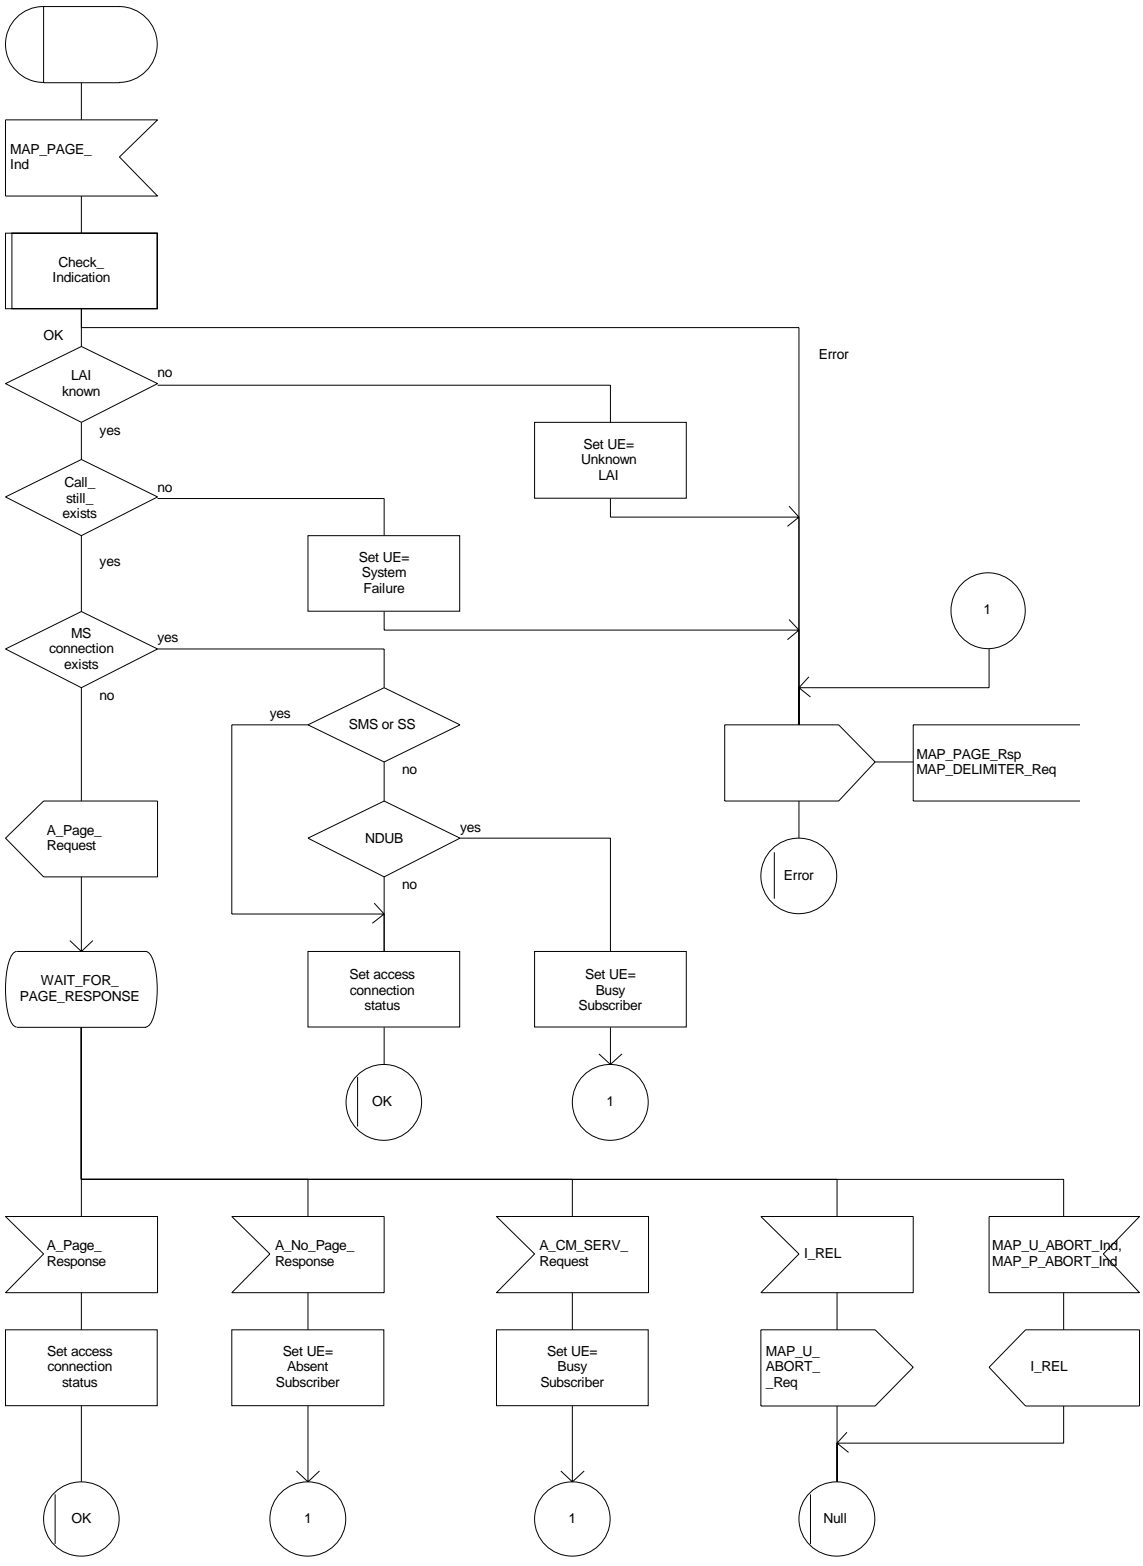 MAP_PAGE_
Ind
Check_
Indication
OK
Error
LAI
known
no
yes
Set UE=
Unknown
LAI
Call_
still_
exists
no
yes
Set UE=
System
Failure
1
MS
connection
exists
yes
no
SMS or SS
yes
no
MAP_PAGE_Rsp
MAP_DELIMITER_Req
A_Page_
Request
NDUB
yes
no
Error
WAIT_FOR_
PAGE_RESPONSE
Set access
connection
status
Set UE=
Busy
Subscriber
OK
1
A_Page_
Response
A_No_Page_
Response
A_CM_SERV_
Request
I_REL
MAP_U_ABORT_Ind,
MAP_P_ABORT_Ind
Set access
connection
status
Set UE=
Absent
Subscriber
Set UE=
Busy
Subscriber
MAP_U_
ABORT_
_Req
I_REL
OK
1
1
Null